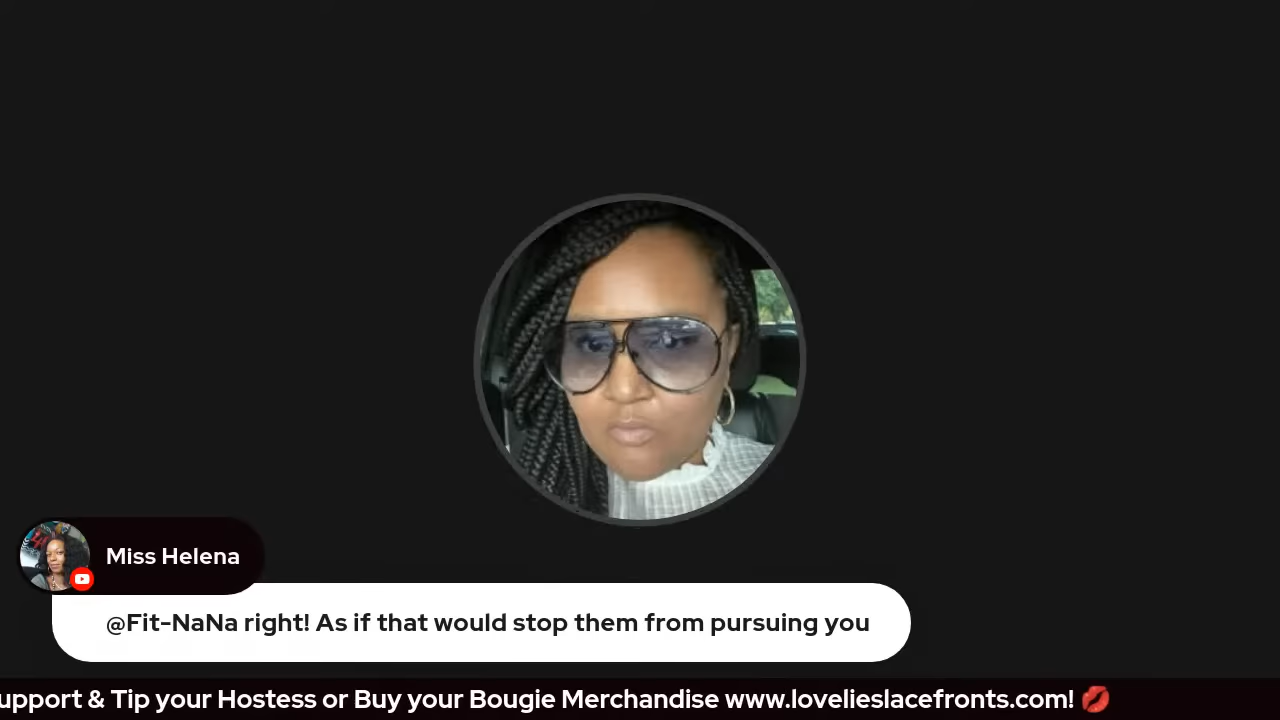 Miss Helena
@Fit-NaNa right! As if that would stop them from pursuing you
upport & Tip your Hostess or Buy your Bougie Merchandise www.lovelieslacefronts.com! 💋